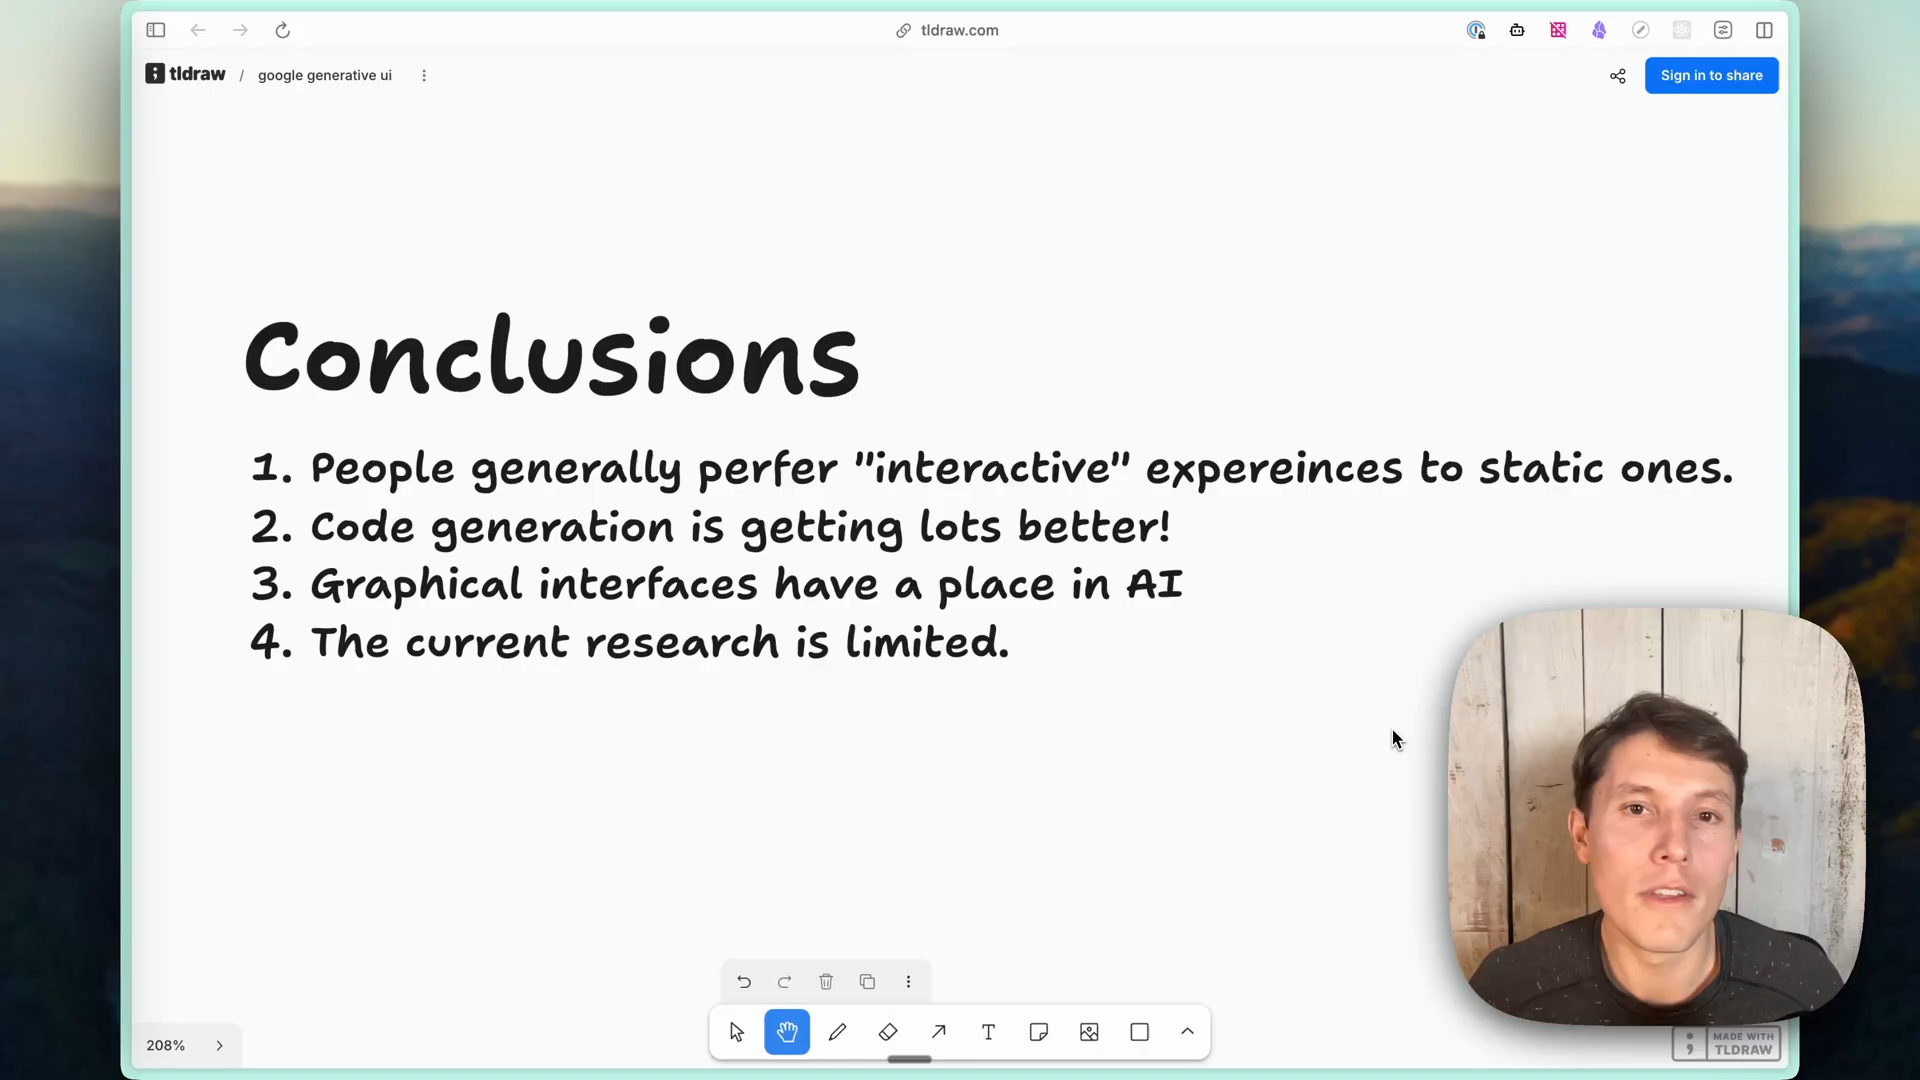 tldraw.com
tldraw / google generative ui
Sign in to share
Conclusions
1. People generally perfer "interactive" expereinces to static ones.
2. Code generation is getting lots better!
3. Graphical interfaces have a place in AI
4. The current research is limited.
208%
MADE WITH
TLDRAW